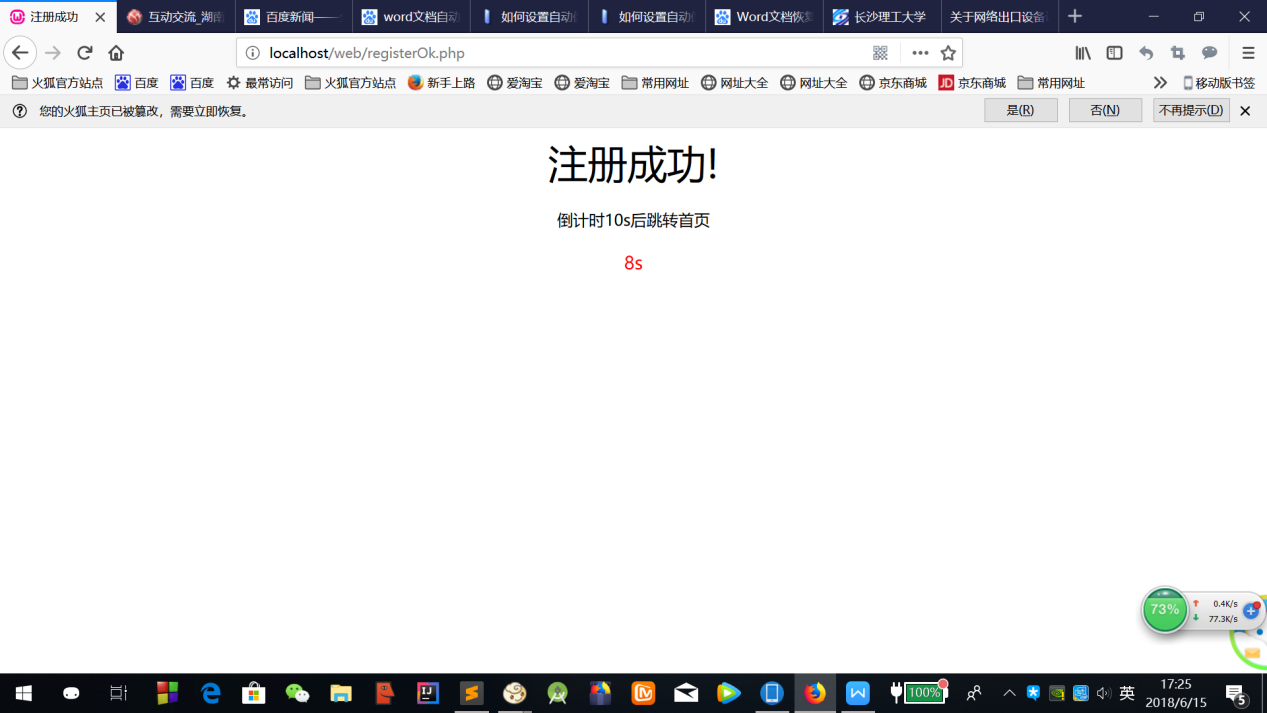 注册成功
互动交流_湖南
百度新闻——
word文档自动
如何设置自动
如何设置自动
Word文档恢复
长沙理工大学
关于网络出口设备
localhost/web/registerOk.php
火狐官方站点 百度 百度 最常访问 火狐官方站点 新手上路 爱淘宝 爱淘宝 常用网址 网址大全 网址大全 京东商城 JD 京东商城 常用网址 移动版书签
您的火狐主页已被篡改，需要立即恢复。 是(R) 否(N) 不再提示(D)
注册成功!
倒计时10s后跳转首页
8s
73%
0.4K/s
77.3K/s
100%
英
17:25
2018/6/15
5